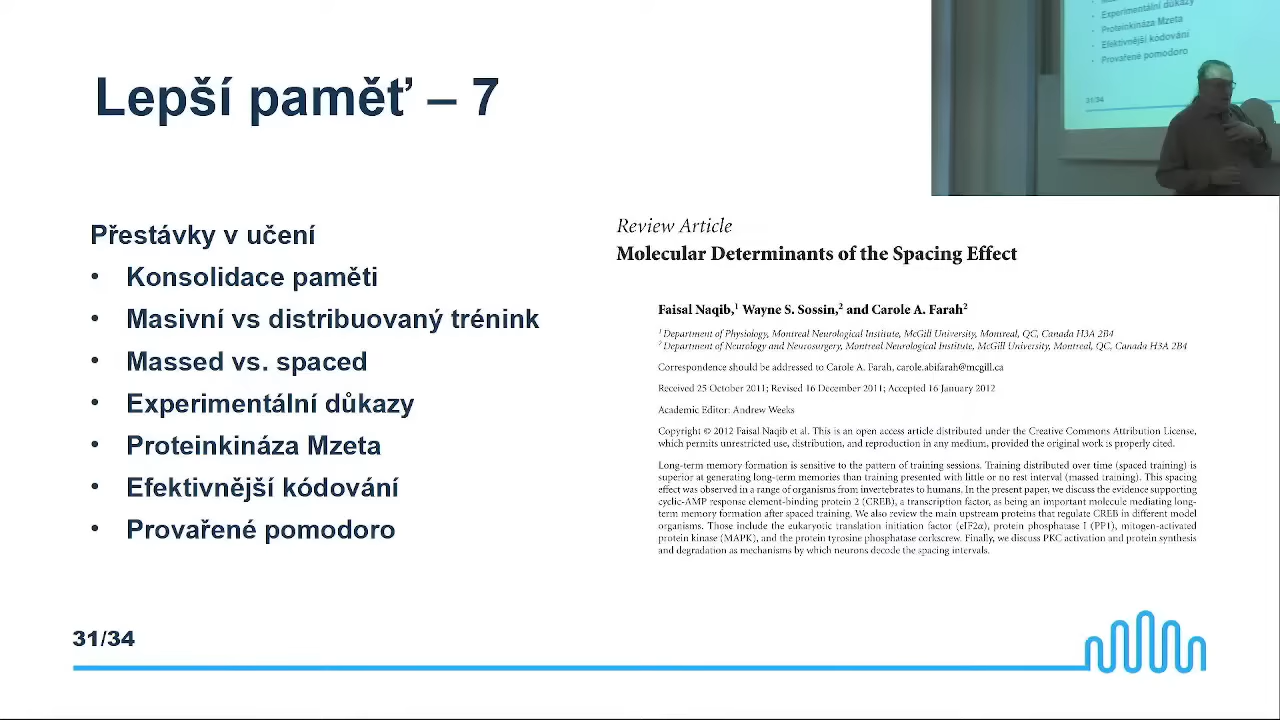 Lepší paměť – 7
Experimentální důkazy
Proteinkináza Mzeta
Efektivnější kódování
Provařené pomodoro
31/34
Přestávky v učení
• Konsolidace paměti
• Masivní vs distribuovaný trénink
• Massed vs. spaced
• Experimentální důkazy
• Proteinkináza Mzeta
• Efektivnější kódování
• Provařené pomodoro
Review Article
Molecular Determinants of the Spacing Effect
Faisal Naqib,1 Wayne S. Sossin,2 and Carole A. Farah2
1 Department of Physiology, Montreal Neurological Institute, McGill University, Montreal, QC, Canada H3A 2B4
2 Department of Neurology and Neurosurgery, Montreal Neurological Institute, McGill University, Montreal, QC, Canada H3A 2B4
Correspondence should be addressed to Carole A. Farah, carole.abifarah@mcgill.ca
Received 25 October 2011; Revised 16 December 2011; Accepted 16 January 2012
Academic Editor: Andrew Weeks
Copyright © 2012 Faisal Naqib et al. This is an open access article distributed under the Creative Commons Attribution License,
which permits unrestricted use, distribution, and reproduction in any medium, provided the original work is properly cited.
Long-term memory formation is sensitive to the pattern of training sessions. Training distributed over time (spaced training) is
superior at generating long-term memories than training presented with little or no rest interval (massed training). This spacing
effect was observed in a range of organisms from invertebrates to humans. In the present paper, we discuss the evidence supporting
cyclic-AMP response element-binding protein 2 (CREB), a transcription factor, as being an important molecule mediating long-
term memory formation after spaced training. We also review the main upstream proteins that regulate CREB in different model
organisms. Those include the eukaryotic translation initiation factor (eIF2α), protein phosphatase I (PP1), mitogen-activated
protein kinase (MAPK), and the protein tyrosine phosphatase corkscrew. Finally, we discuss PKC activation and protein synthesis
and degradation as mechanisms by which neurons decode the spacing intervals.
31/34